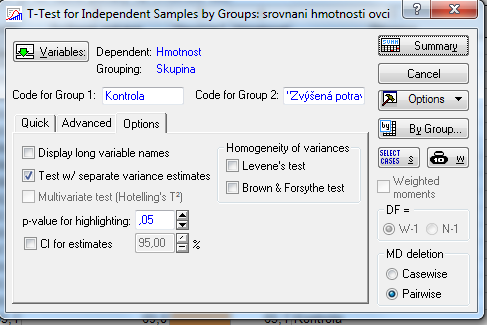 T-Test for Independent Samples by Groups: srovnani hmotnosti ovci
Variables:
Dependent: Hmotnost
Grouping: Skupina
Code for Group 1: Kontrola
Code for Group 2: "Zvýšená potrav
Quick Advanced Options
Display long variable names
Test w/ separate variance estimates
Multivariate test (Hotelling's T²)
p-value for highlighting: ,05
CI for estimates 95,00 %
Homogeneity of variances
Levene's test
Brown & Forsythe test
Summary
Cancel
Options
By Group...
SELECT CASES S W
Weighted moments
DF =
W-1 N-1
MD deletion
Casewise
Pairwise